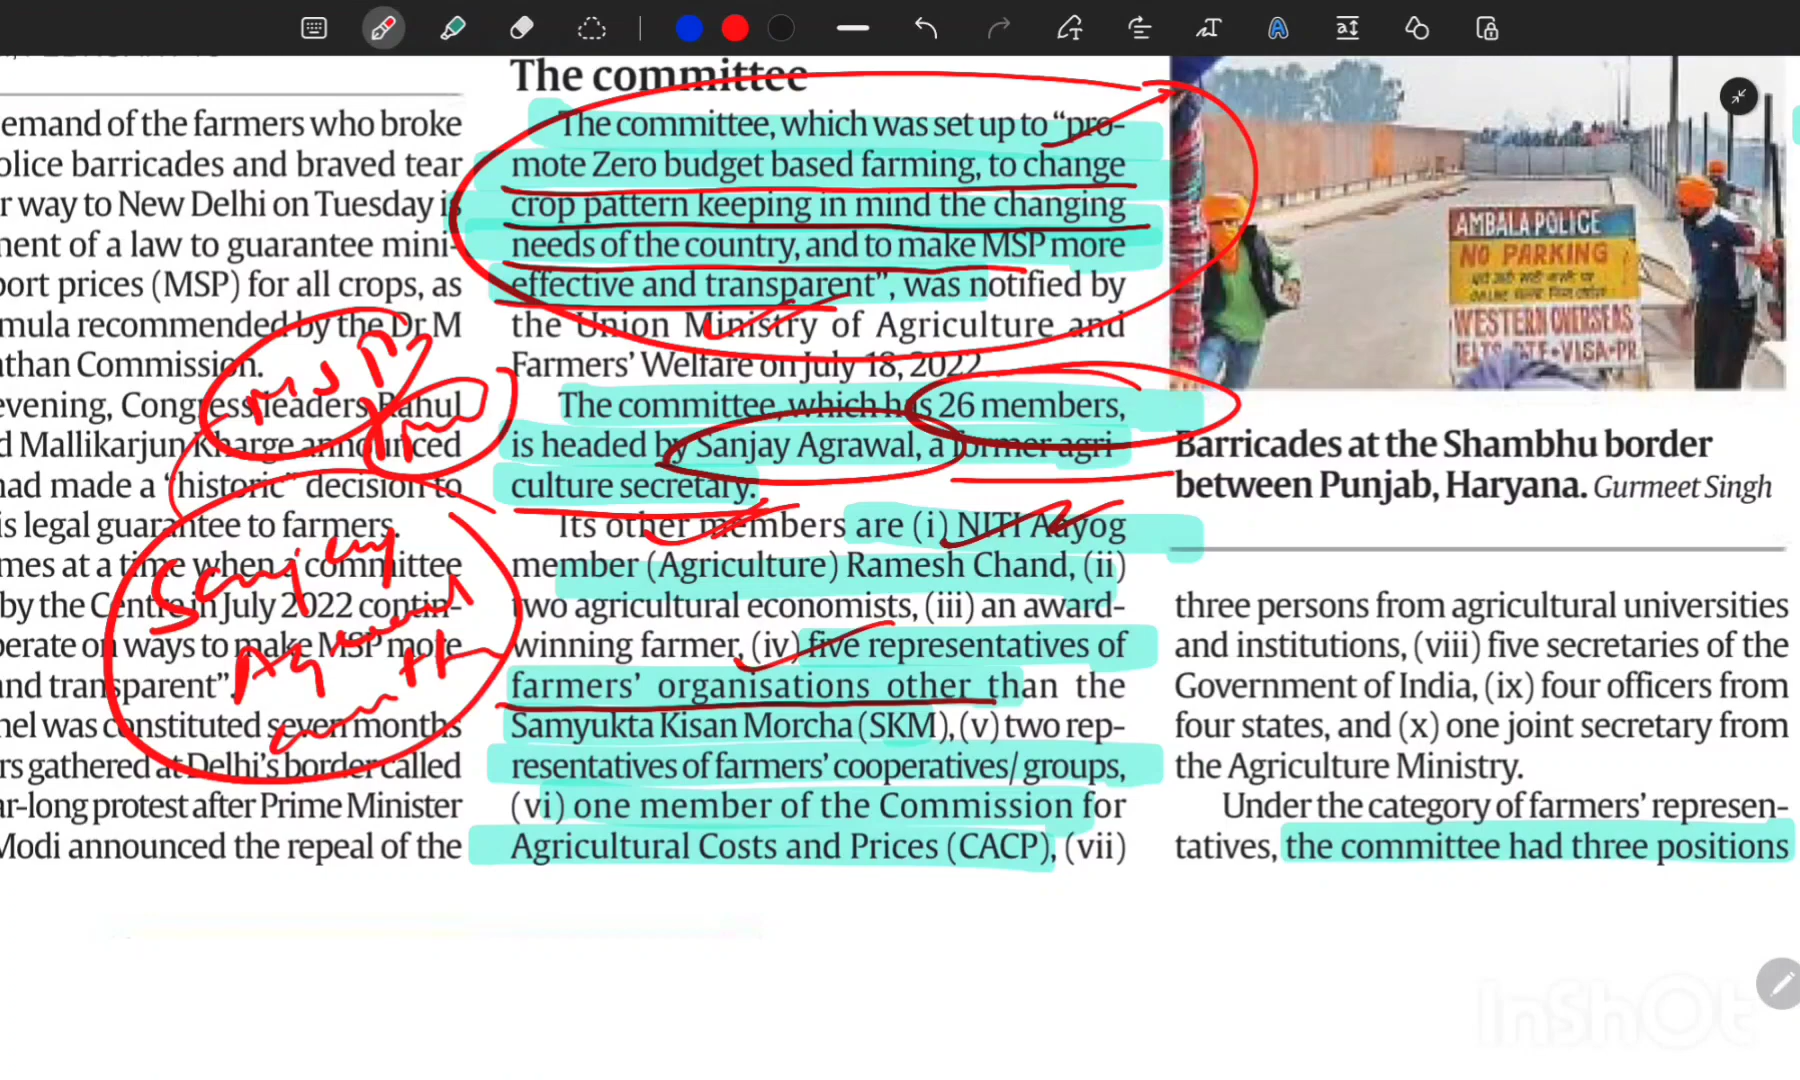 emand of the farmers who broke
olice barricades and braved tear
r way to New Delhi on Tuesday is
nent of a law to guarantee mini-
port prices (MSP) for all crops, as
mula recommended by the Dr M
athan Commission.
evening, Congress leaders Rahul
d Mallikarjun Kharge announced
had made a “historic” decision to
is legal guarantee to farmers.
mes at a time when a committee
by the Centre in July 2022 contin-
perate on ways to make MSP more
and transparent”.
nel was constituted seven months
rs gathered at Delhi’s border called
ar-long protest after Prime Minister
Modi announced the repeal of the
MSP
Sanjay
Agrawal
The committee
The committee, which was set up to “pro-
mote Zero budget based farming, to change
crop pattern keeping in mind the changing
needs of the country, and to make MSP more
effective and transparent”, was notified by
the Union Ministry of Agriculture and
Farmers’ Welfare on July 18, 2022.
The committee, which has 26 members,
is headed by Sanjay Agrawal, a former agri-
culture secretary.
Its other members are (i) NITI Aayog
member (Agriculture) Ramesh Chand, (ii)
two agricultural economists, (iii) an award-
winning farmer, (iv) five representatives of
farmers’ organisations other than the
Samyukta Kisan Morcha (SKM), (v) two rep-
resentatives of farmers’ cooperatives/ groups,
(vi) one member of the Commission for
Agricultural Costs and Prices (CACP), (vii)
AMBALA POLICE
NO PARKING
WESTERN OVERSEAS
IELTS PTE VISA PR
Barricades at the Shambhu border
between Punjab, Haryana. Gurmeet Singh
three persons from agricultural universities
and institutions, (viii) five secretaries of the
Government of India, (ix) four officers from
four states, and (x) one joint secretary from
the Agriculture Ministry.
Under the category of farmers’ represen-
tatives, the committee had three positions
InShOt